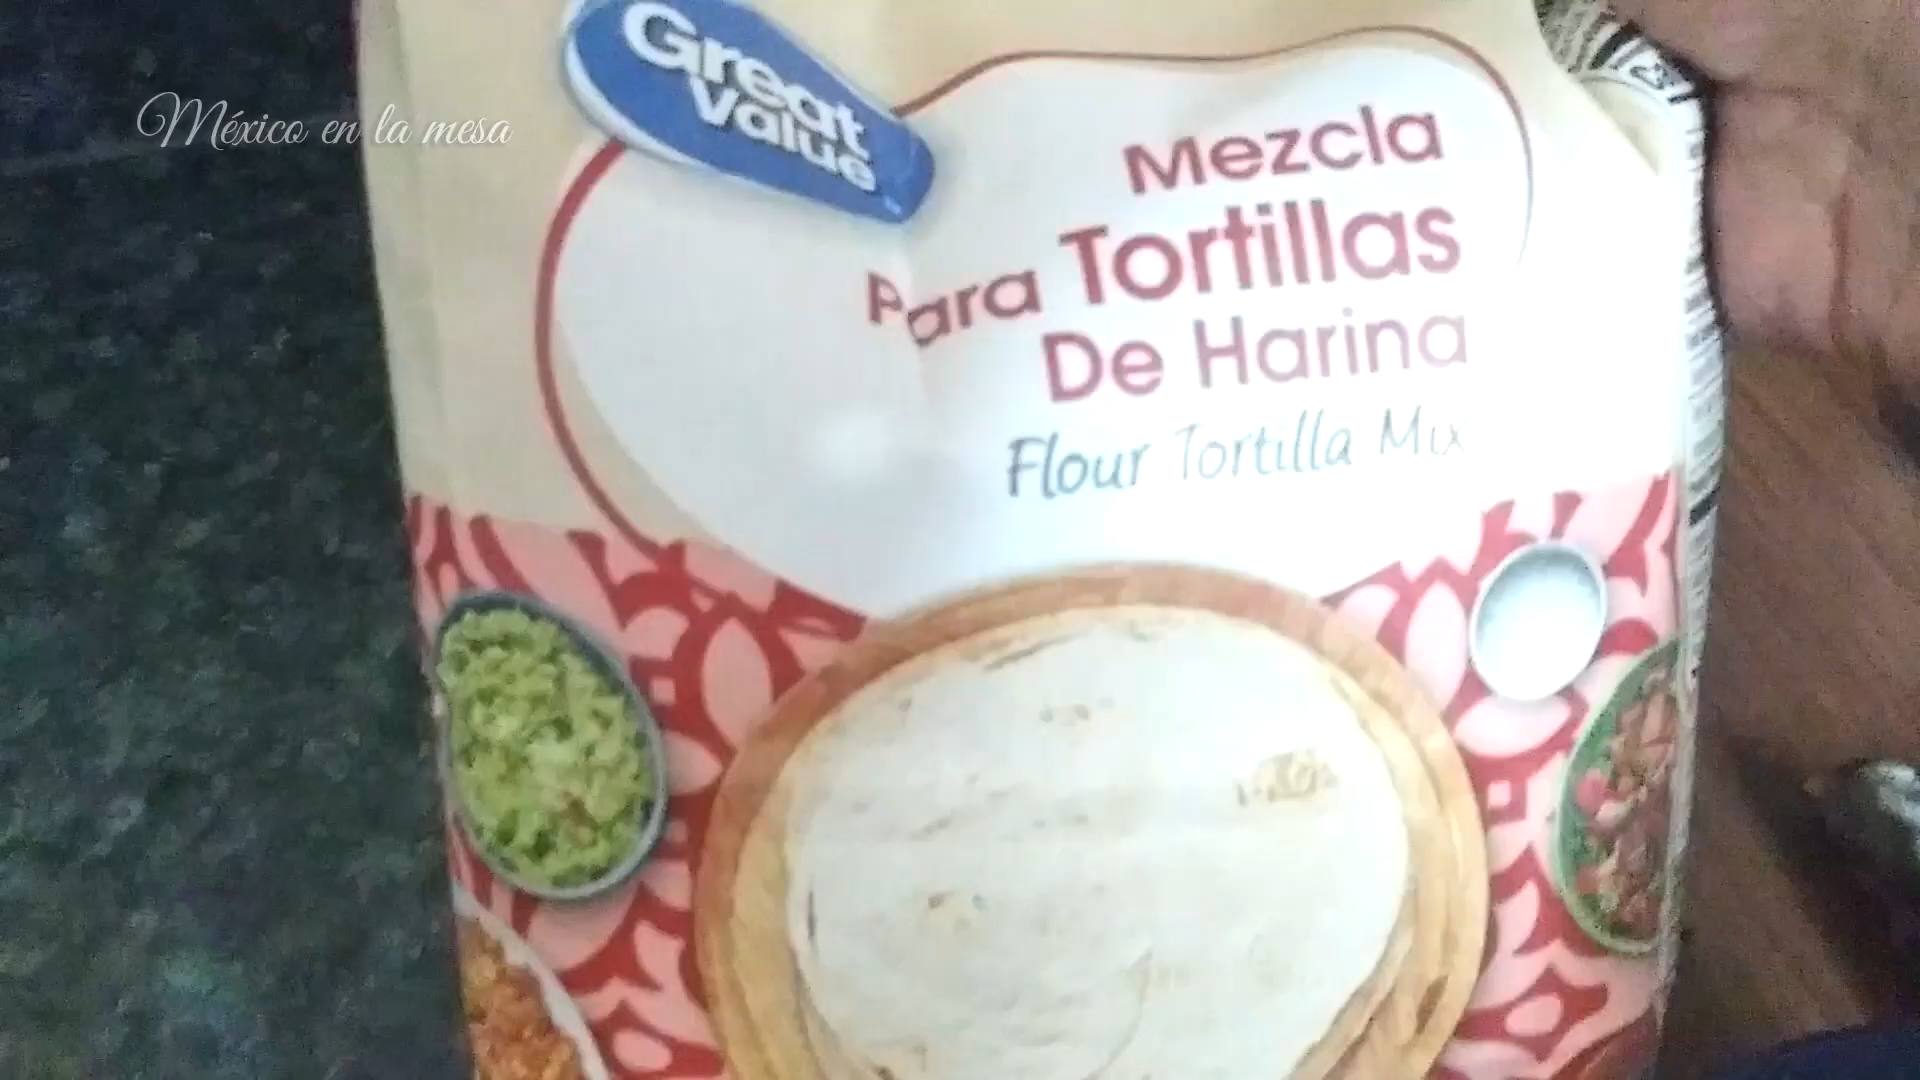 México en la mesa
Great
Value
Mezcla
Para Tortillas
De Harina
Flour Tortilla Mix